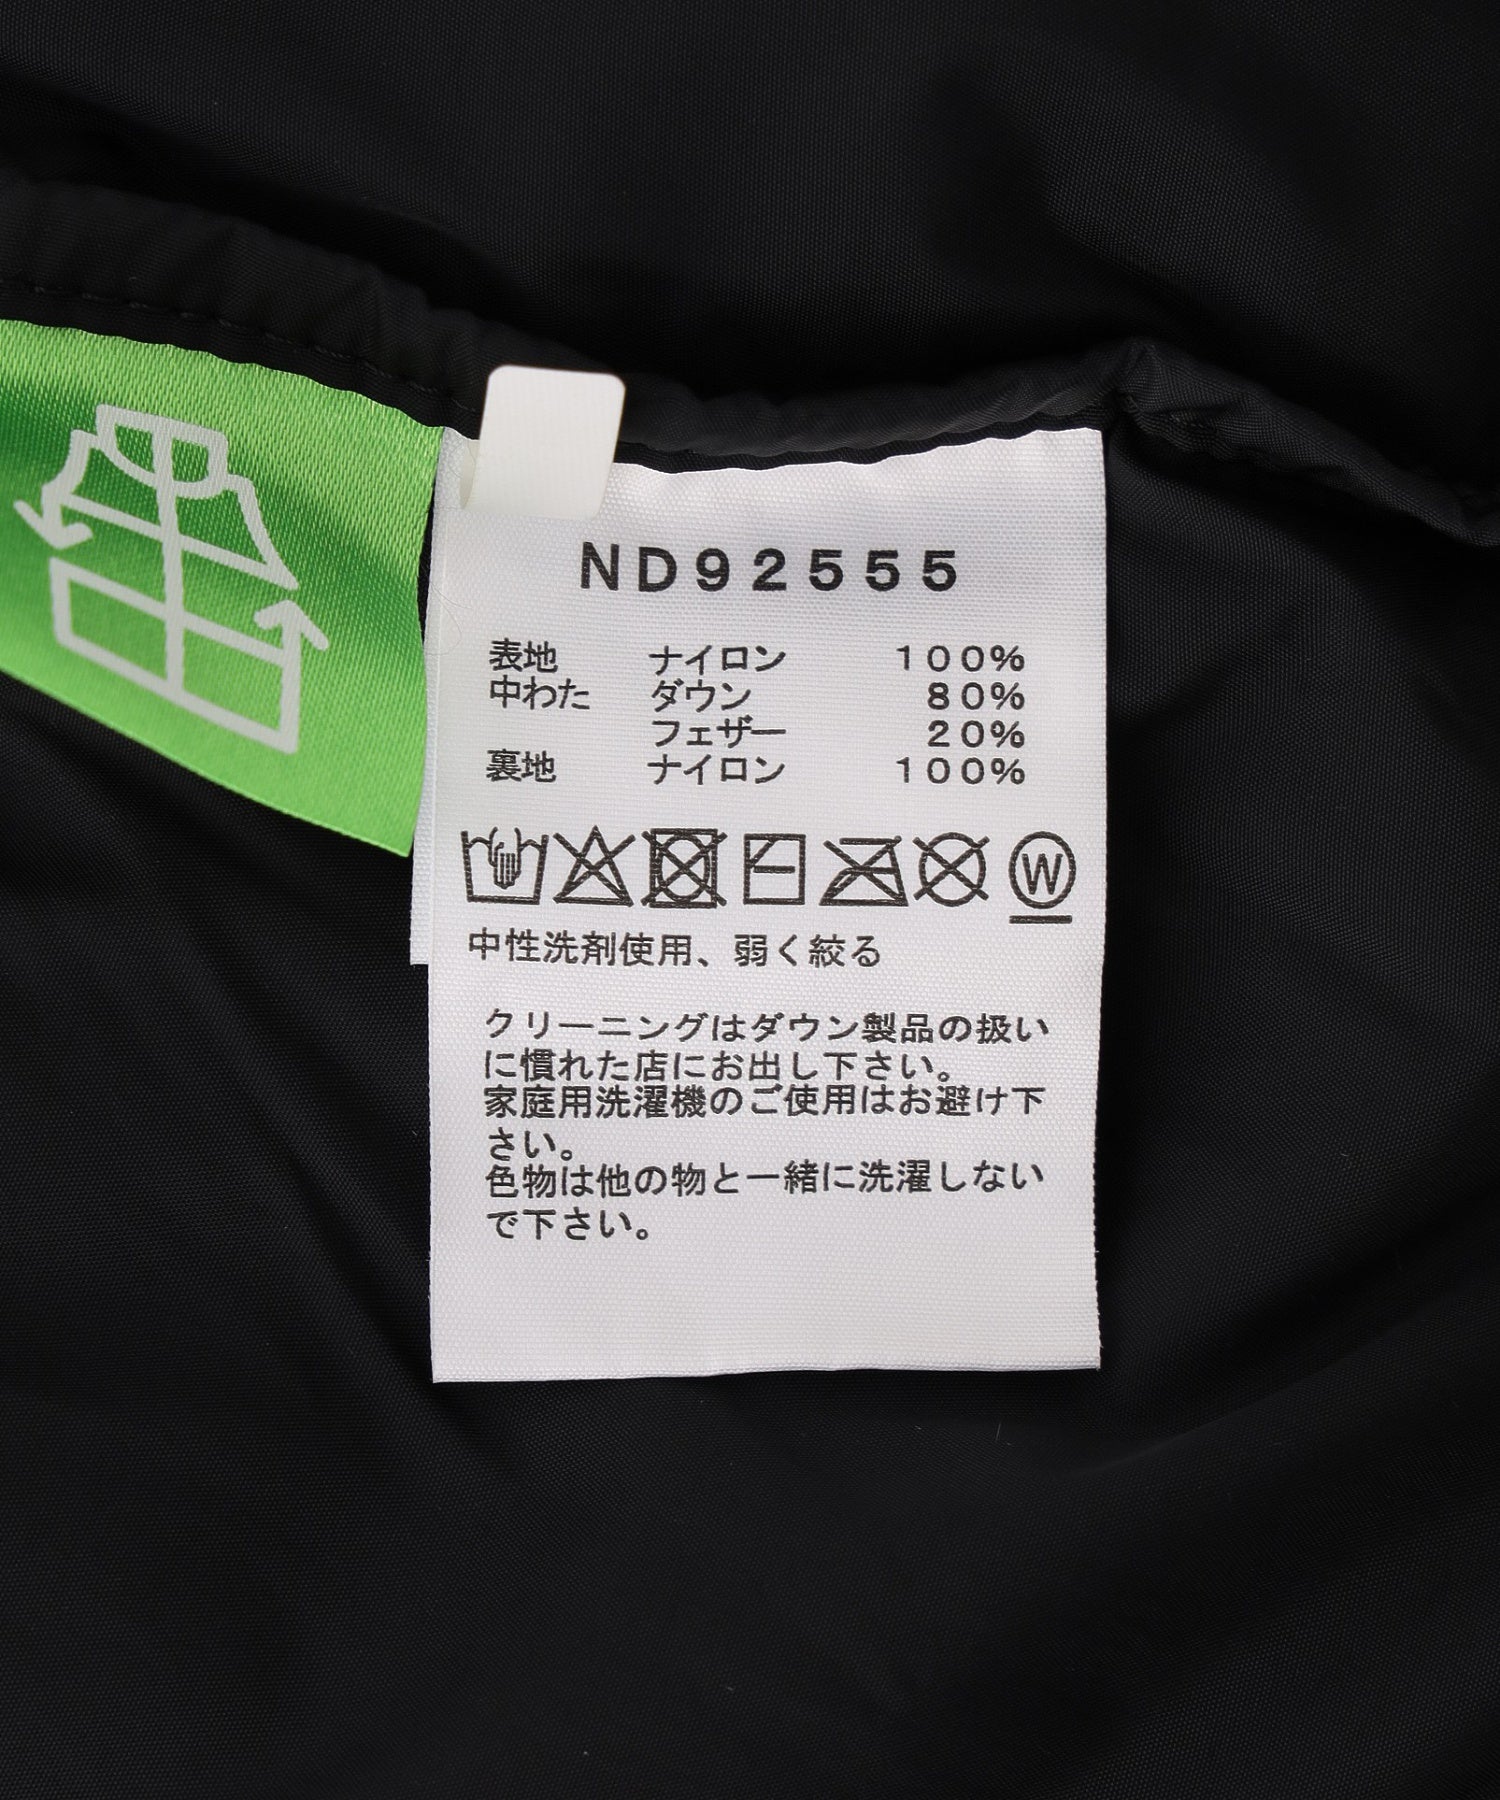 ND92555
表地 ナイロン 100%
中わた ダウン 80%
フェザー 20%
裏地 ナイロン 100%
W
中性洗剤使用、弱く絞る
クリーニングはダウン製品の扱い
に慣れた店にお出し下さい。
家庭用洗濯機のご使用はお避け下
さい。
色物は他の物と一緒に洗濯しない
で下さい。